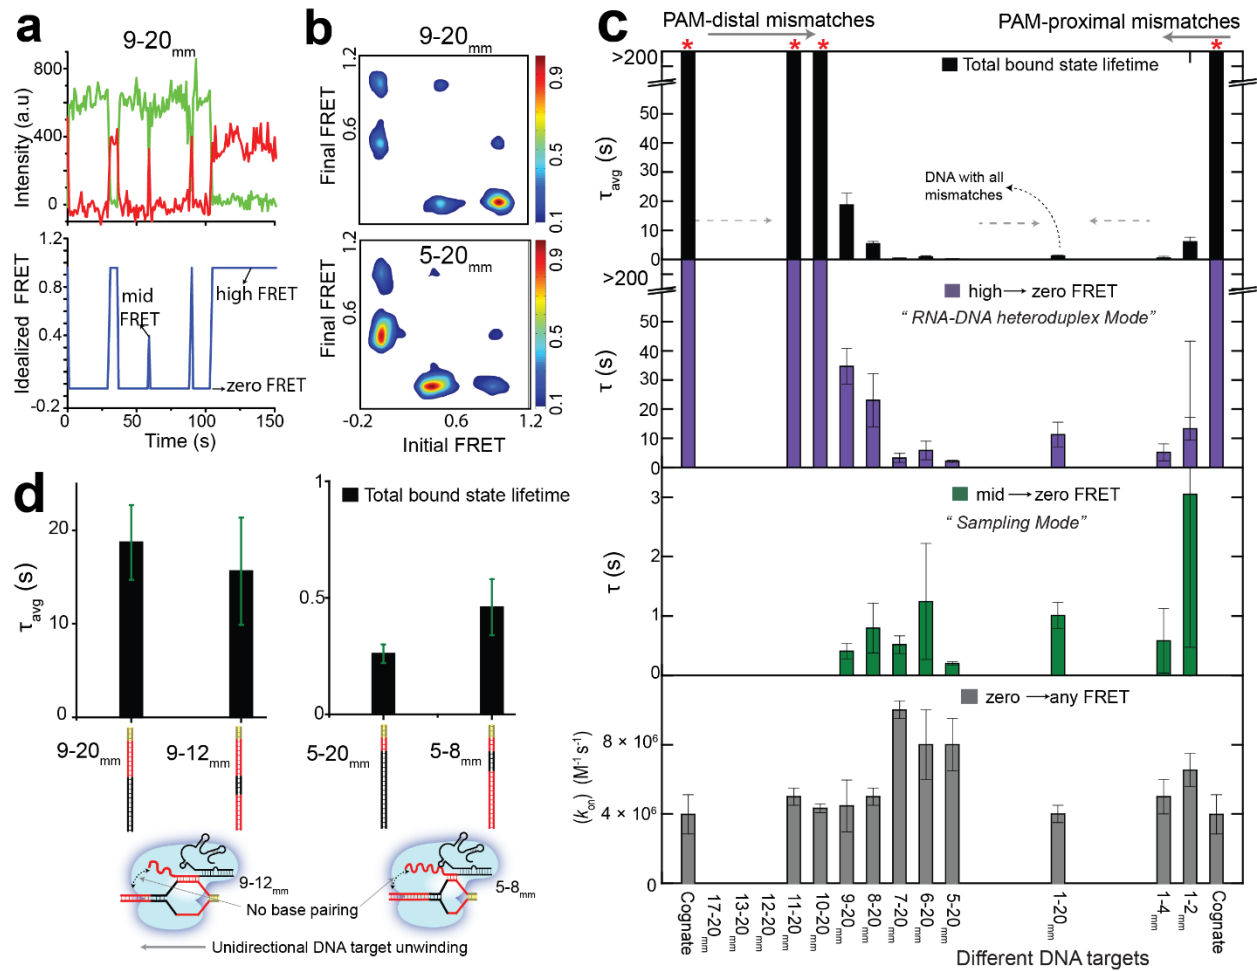 a
9-20mm
Intensity (a.u)
800
400
0
Idealized FRET
1.2
0.4
-0.2
mid
FRET
high FRET
zero FRET
0
50
100
150
Time (s)
b
9-20mm
Final FRET
1.2
0.6
0.9
0.5
0.1
5-20mm
Final FRET
1.2
0.6
0.9
0.5
0.1
-0.2
0.6
1.2
Initial FRET
c
PAM-distal mismatches
PAM-proximal mismatches
* * * *
>200
Total bound state lifetime
τavg (s)
50
40
30
20
10
0
DNA with all
mismatches
>200
high → zero FRET
“ RNA-DNA heteroduplex Mode”
τ (s)
50
40
30
20
10
0
mid → zero FRET
“ Sampling Mode”
τ (s)
3
2
1
0
zero → any FRET
(kon) (M-1 s-1)
8 × 10⁶
4 × 10⁶
0
Cognate
17-20mm
13-20mm
12-20mm
11-20mm
10-20mm
9-20mm
8-20mm
7-20mm
6-20mm
5-20mm
1-20mm
1-4mm
1-2mm
Cognate
Different DNA targets
d
τavg (s)
20
10
0
9-20mm
9-12mm
Total bound state lifetime
1
0.5
0
5-20mm
5-8mm
9-12mm
5-8mm
No base pairing
Unidirectional DNA target unwinding